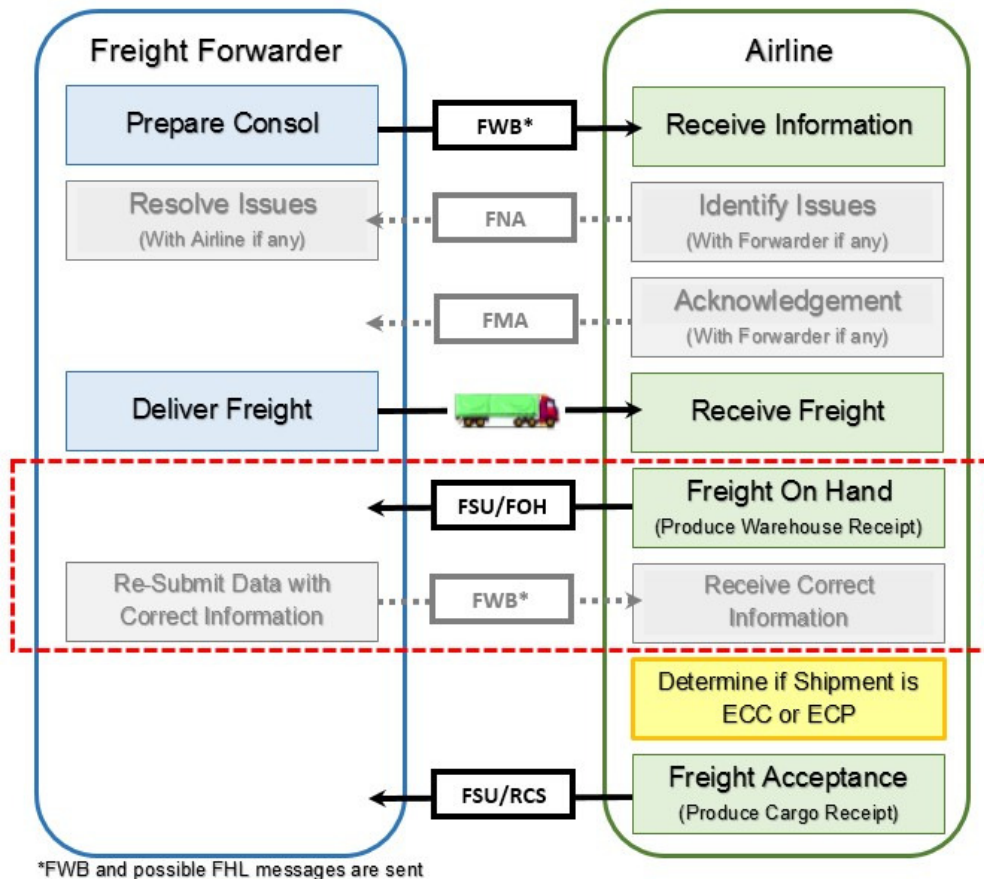 Freight Forwarder
Airline
Prepare Consol
FWB*
Receive Information
Resolve Issues
(With Airline if any)
FNA
Identify Issues
(With Forwarder if any)
FMA
Acknowledgement
(With Forwarder if any)
Deliver Freight
Receive Freight
FSU/FOH
Freight On Hand
(Produce Warehouse Receipt)
Re-Submit Data with
Correct Information
FWB*
Receive Correct
Information
Determine if Shipment is
ECC or ECP
FSU/RCS
Freight Acceptance
(Produce Cargo Receipt)
*FWB and possible FHL messages are sent